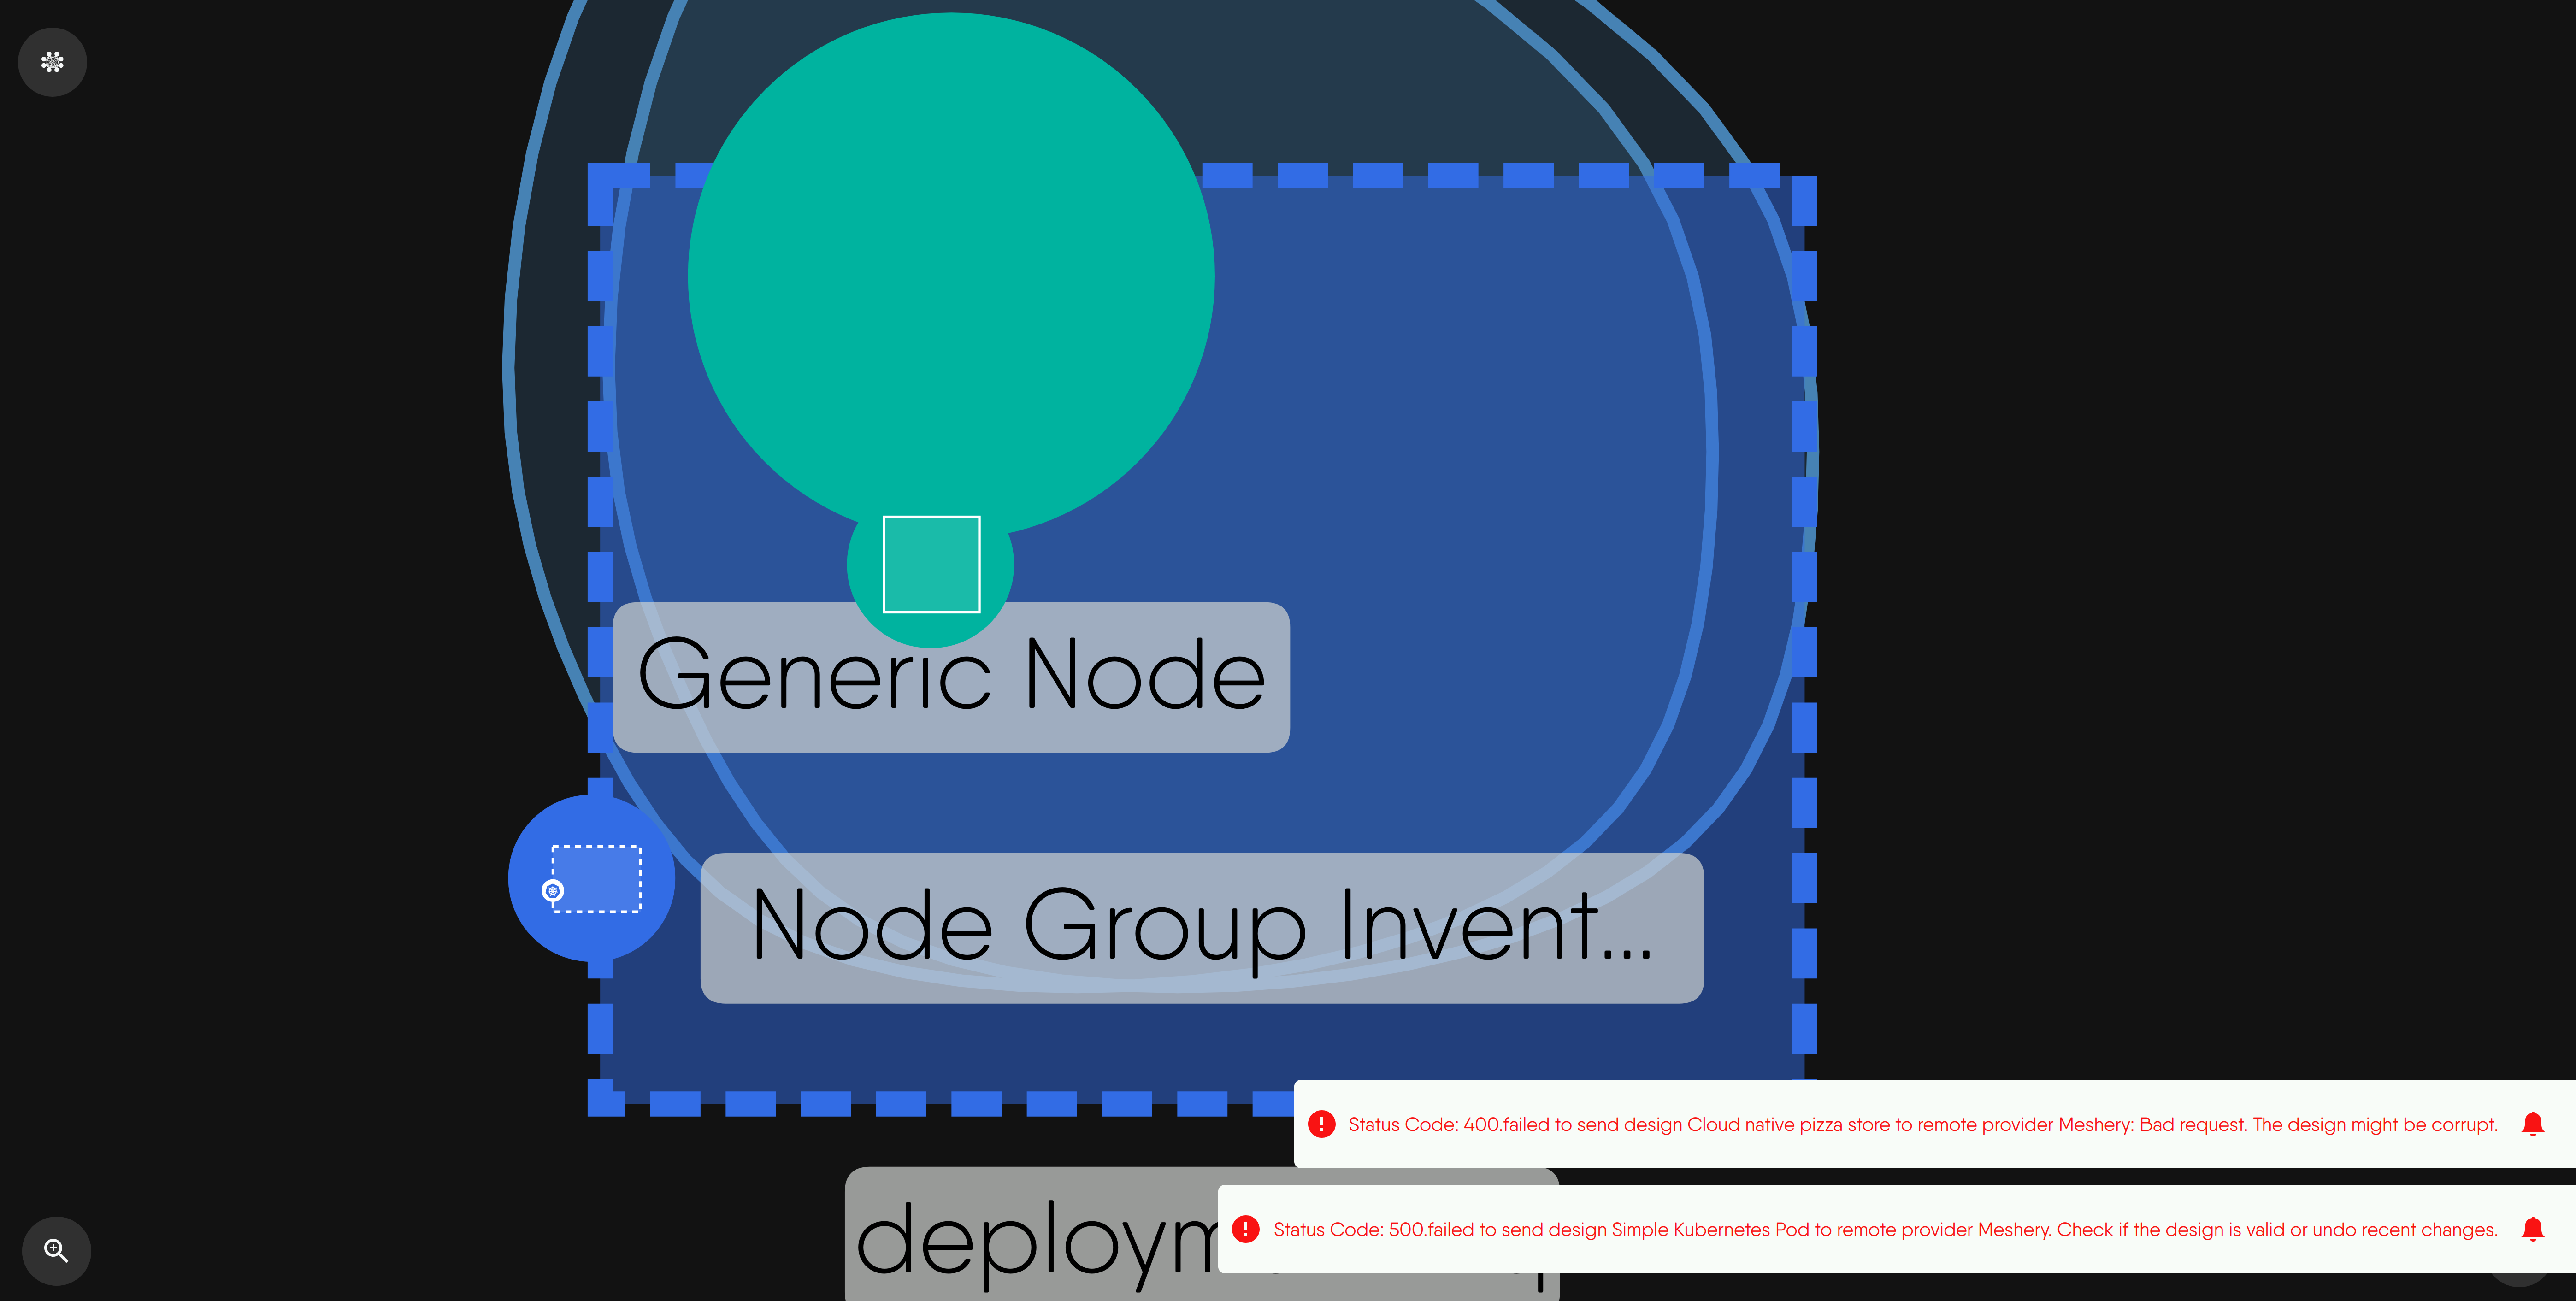 Generic Node
Node Group Invent...
Status Code: 400.failed to send design Cloud native pizza store to remote provider Meshery: Bad request. The design might be corrupt.
Status Code: 500.failed to send design Simple Kubernetes Pod to remote provider Meshery. Check if the design is valid or undo recent changes.